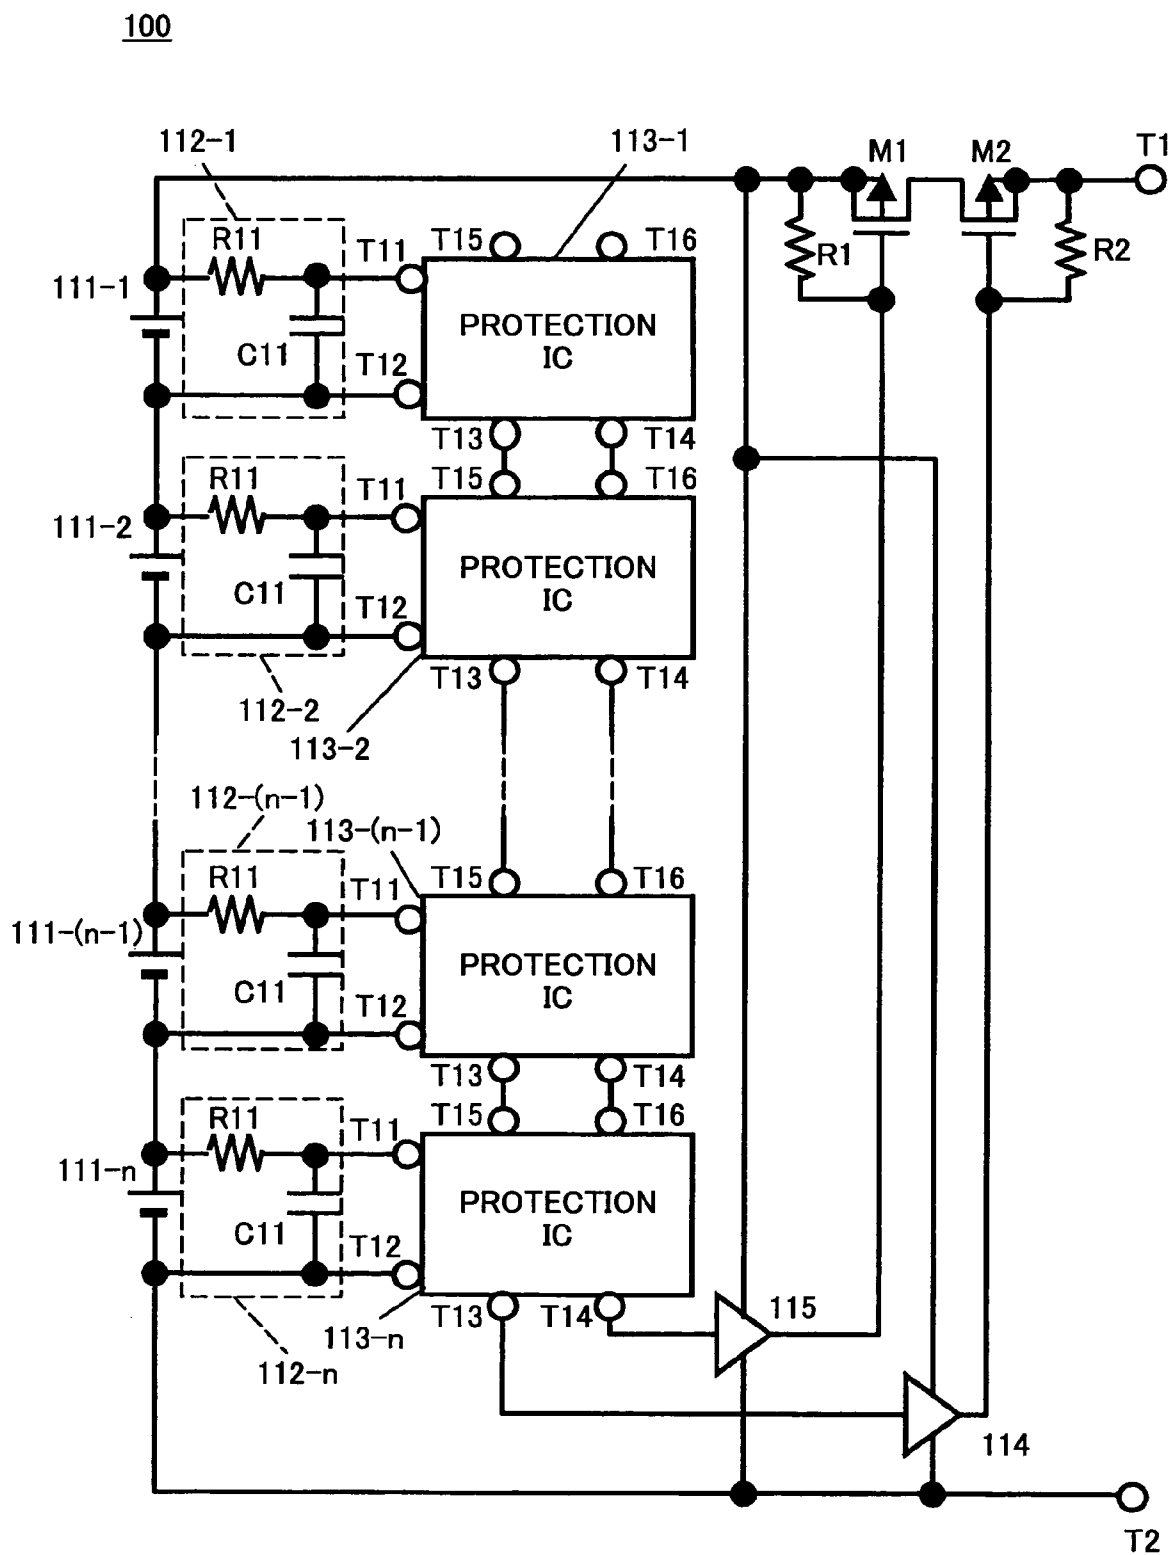 100
112-1
113-1
M1
M2
T1
R11
T11
T15
T16
R1
R2
111-1
PROTECTION
IC
C11
T12
T13
T14
R11
T11
T15
T16
111-2
PROTECTION
IC
C11
T12
T13
T14
112-2
113-2
112-(n-1)
113-(n-1)
R11
T11
T15
T16
111-(n-1)
PROTECTION
IC
C11
T12
T13
T14
R11
T11
T15
T16
111-n
PROTECTION
IC
C11
T12
T13
T14
115
113-n
112-n
114
T2